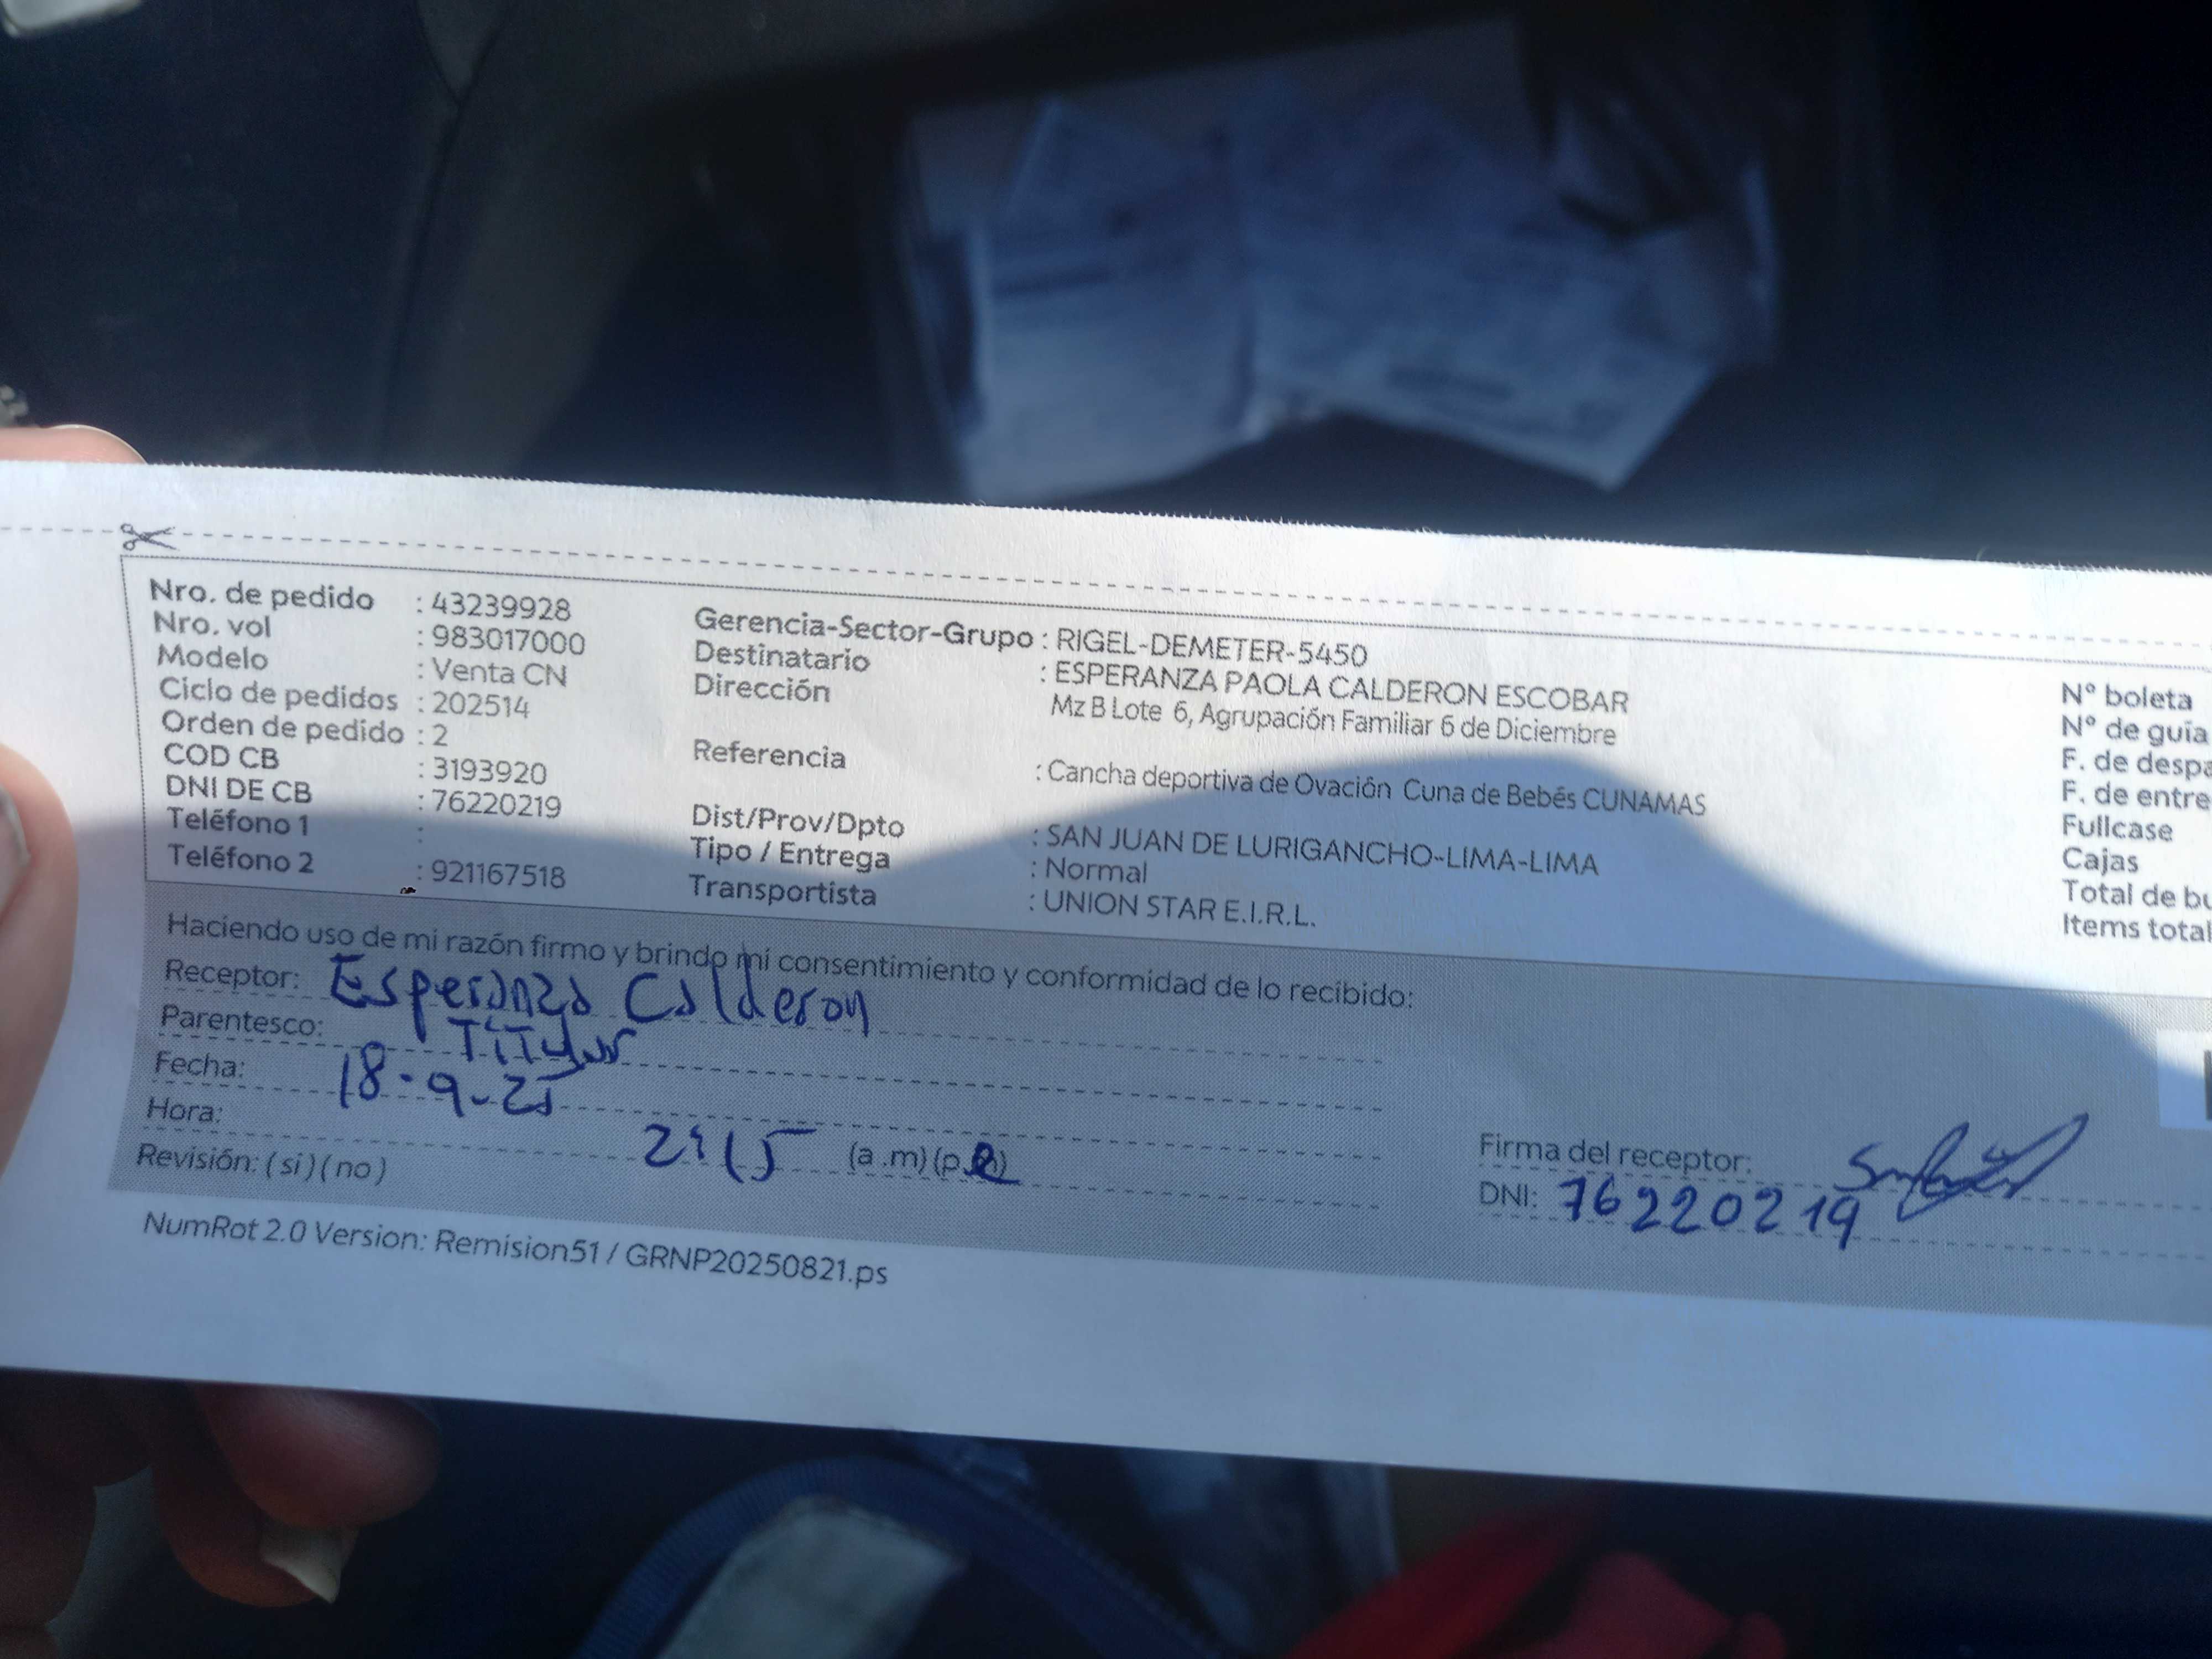 Nro. de pedido : 43239928
Nro. vol : 983017000
Modelo : Venta CN
Ciclo de pedidos : 202514
Orden de pedido : 2
COD CB : 3193920
DNI DE CB : 76220219
Teléfono 1 :
Teléfono 2 : 921167518
Gerencia-Sector-Grupo : RIGEL-DEMETER-5450
Destinatario : ESPERANZA PAOLA CALDERON ESCOBAR
Dirección Mz B Lote 6, Agrupación Familiar 6 de Diciembre
Referencia : Cancha deportiva de Ovación Cuna de Bebés CUNAMAS
Dist/Prov/Dpto : SAN JUAN DE LURIGANCHO-LIMA-LIMA
Tipo / Entrega : Normal
Transportista : UNION STAR E.I.R.L.
N° boleta
N° de guía
F. de despa
F. de entre
Fullcase
Cajas
Total de bu
Items total
Haciendo uso de mi razón firmo y brindo mi consentimiento y conformidad de lo recibido:
Receptor: Esperanza Calderon
Parentesco: Titular
Fecha: 18-9-25
Hora: 2:15 (a.m)(p.m)
Revisión: (si)(no)
Firma del receptor:
DNI: 76220219
NumRot 2.0 Version: Remision51 / GRNP20250821.ps